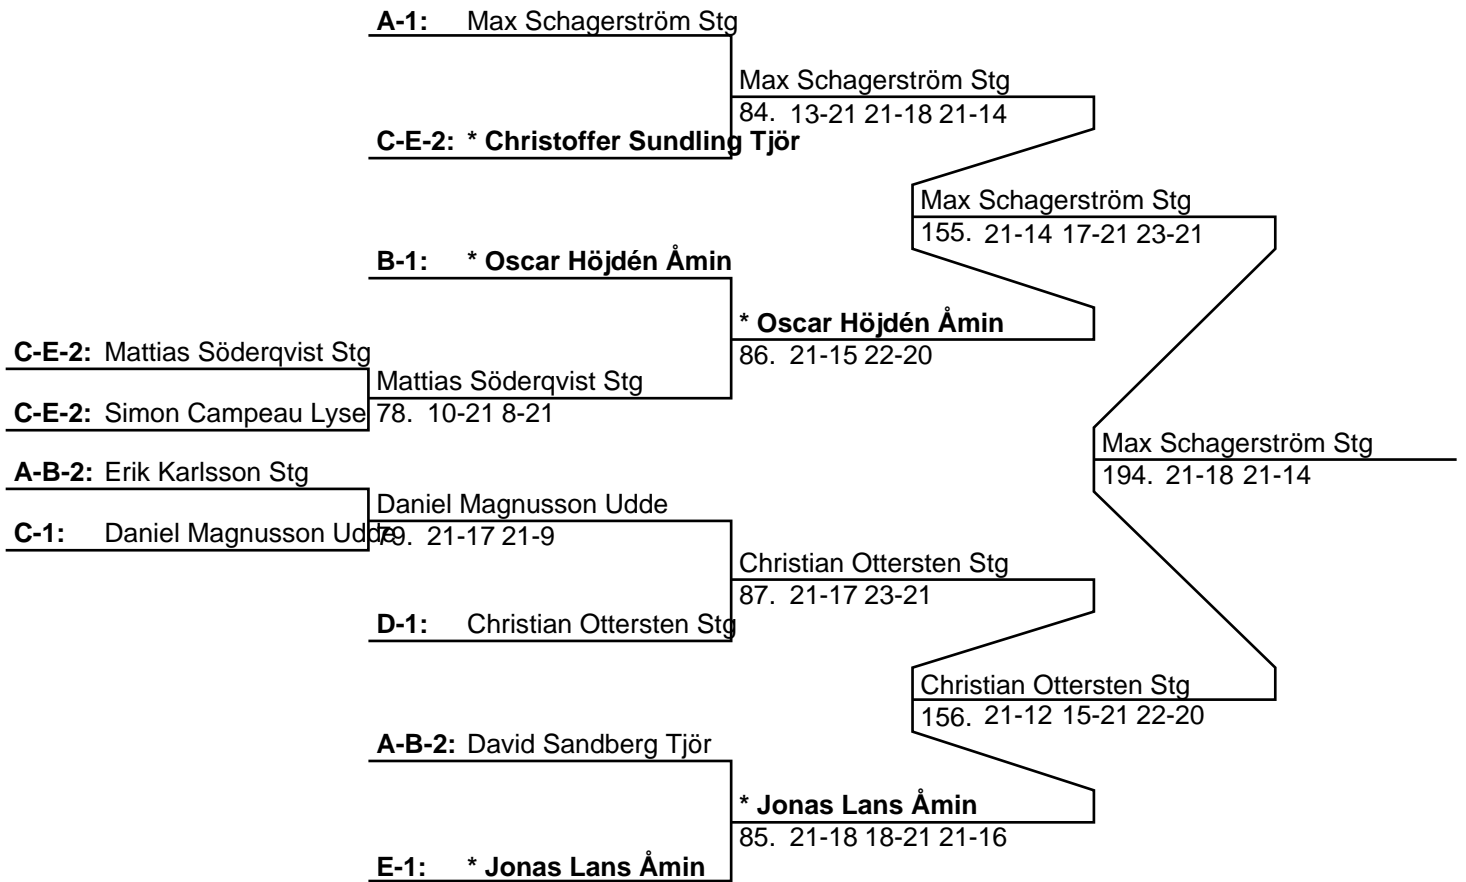 A-1: Max Schagerström Stg
Max Schagerström Stg
84. 13-21 21-18 21-14
C-E-2: * Christoffer Sundling Tjör
Max Schagerström Stg
155. 21-14 17-21 23-21
B-1: * Oscar Höjdén Åmin
* Oscar Höjdén Åmin
86. 21-15 22-20
C-E-2: Mattias Söderqvist Stg
Mattias Söderqvist Stg
78. 10-21 8-21
C-E-2: Simon Campeau Lyse
Max Schagerström Stg
194. 21-18 21-14
A-B-2: Erik Karlsson Stg
Daniel Magnusson Udde
79. 21-17 21-9
C-1: Daniel Magnusson Udde
Christian Ottersten Stg
87. 21-17 23-21
D-1: Christian Ottersten Stg
Christian Ottersten Stg
156. 21-12 15-21 22-20
A-B-2: David Sandberg Tjör
* Jonas Lans Åmin
85. 21-18 18-21 21-16
E-1: * Jonas Lans Åmin